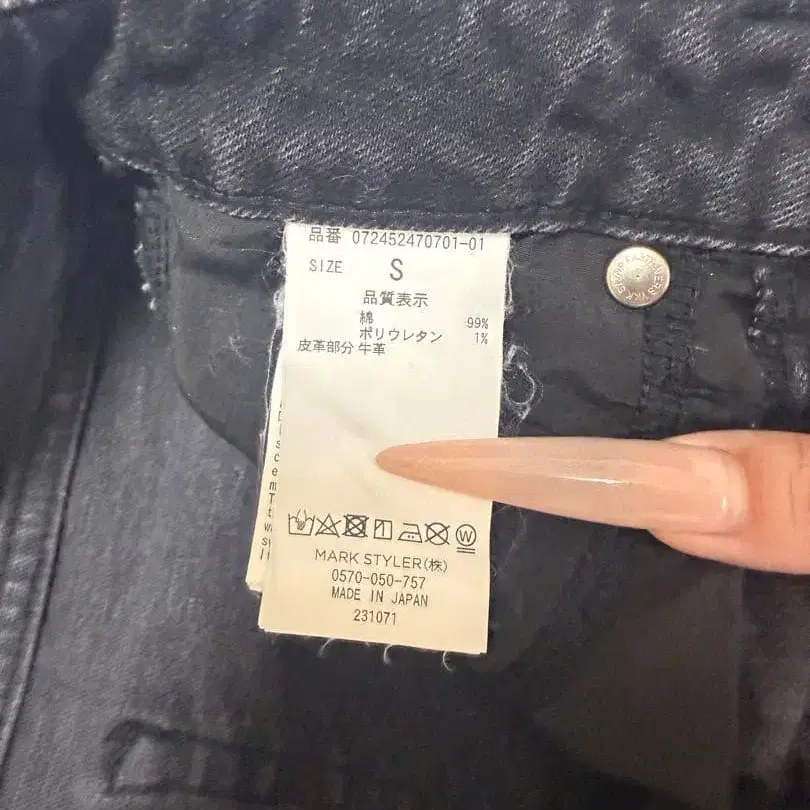 品番 072452470701-01
SIZE S
品質表示
綿 99%
ポリウレタン 1%
皮革部分 牛革
W
MARK STYLER(株)
0570-050-757
MADE IN JAPAN
231071